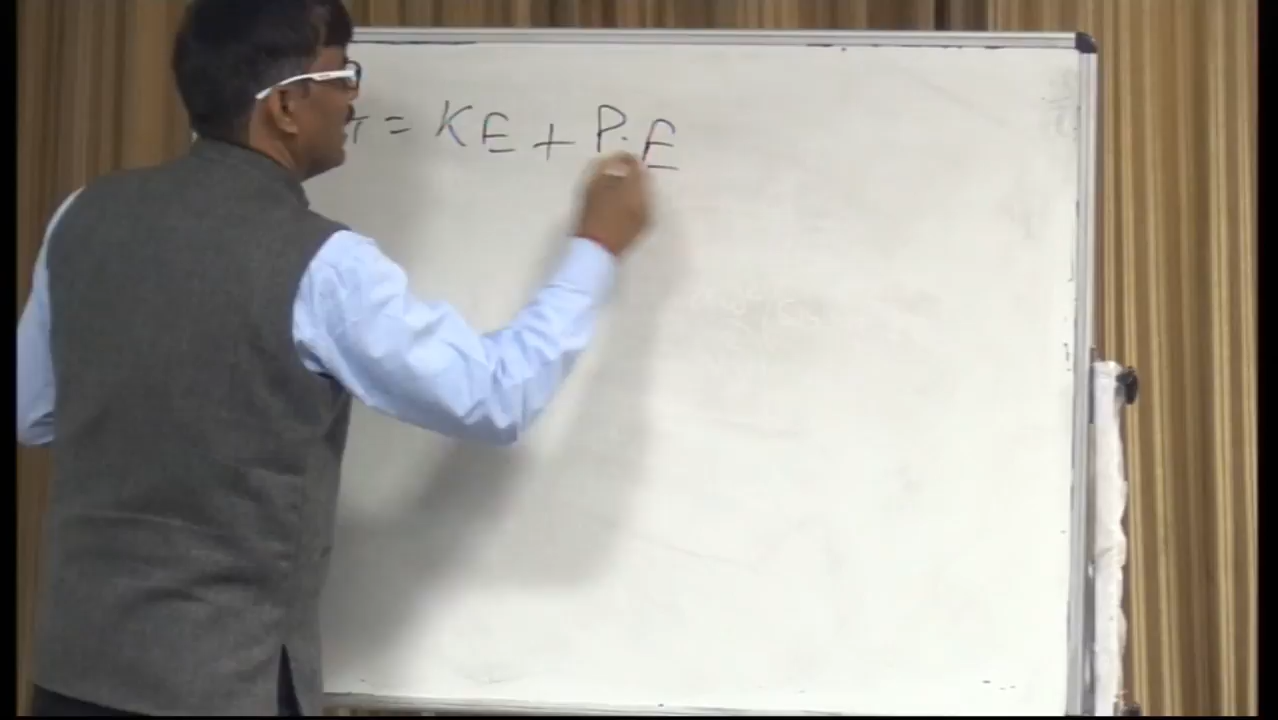 = KE + P.E